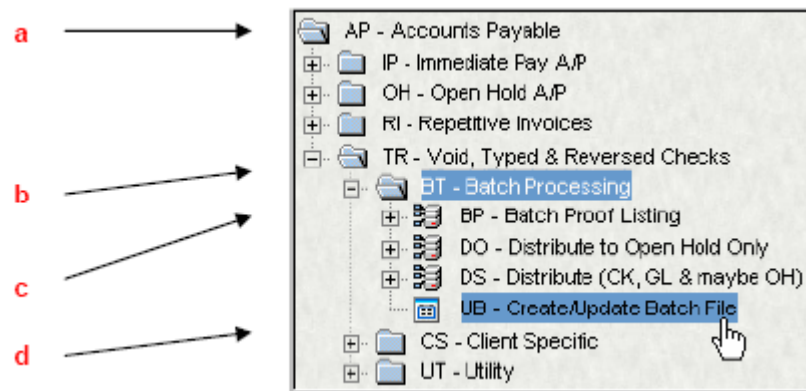 a
AP - Accounts Payable
IP - Immediate Pay A/P
OH - Open Hold A/P
RI - Repetitive Invoices
TR - Void, Typed & Reversed Checks
b
BT - Batch Processing
BP - Batch Proof Listing
DO - Distribute to Open Hold Only
c
DS - Distribute (CK, GL & maybe OH)
UB - Create/Update Batch File
d
CS - Client Specific
UT - Utility